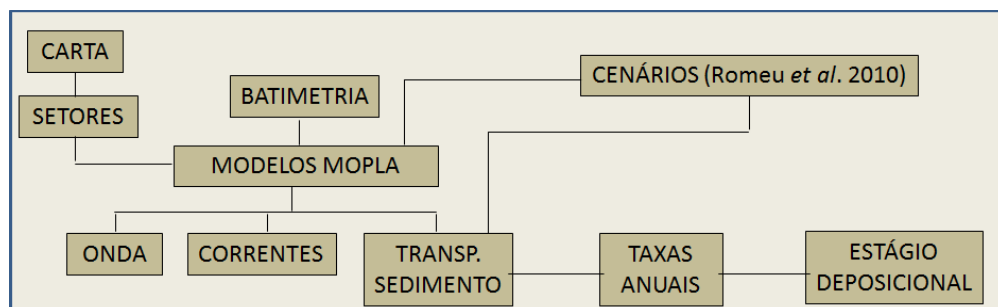 CARTA
SETORES
BATIMETRIA
CENÁRIOS (Romeu et al. 2010)
MODELOS MOPLA
ONDA
CORRENTES
TRANSP.
SEDIMENTO
TAXAS
ANUAIS
ESTÁGIO
DEPOSICIONAL